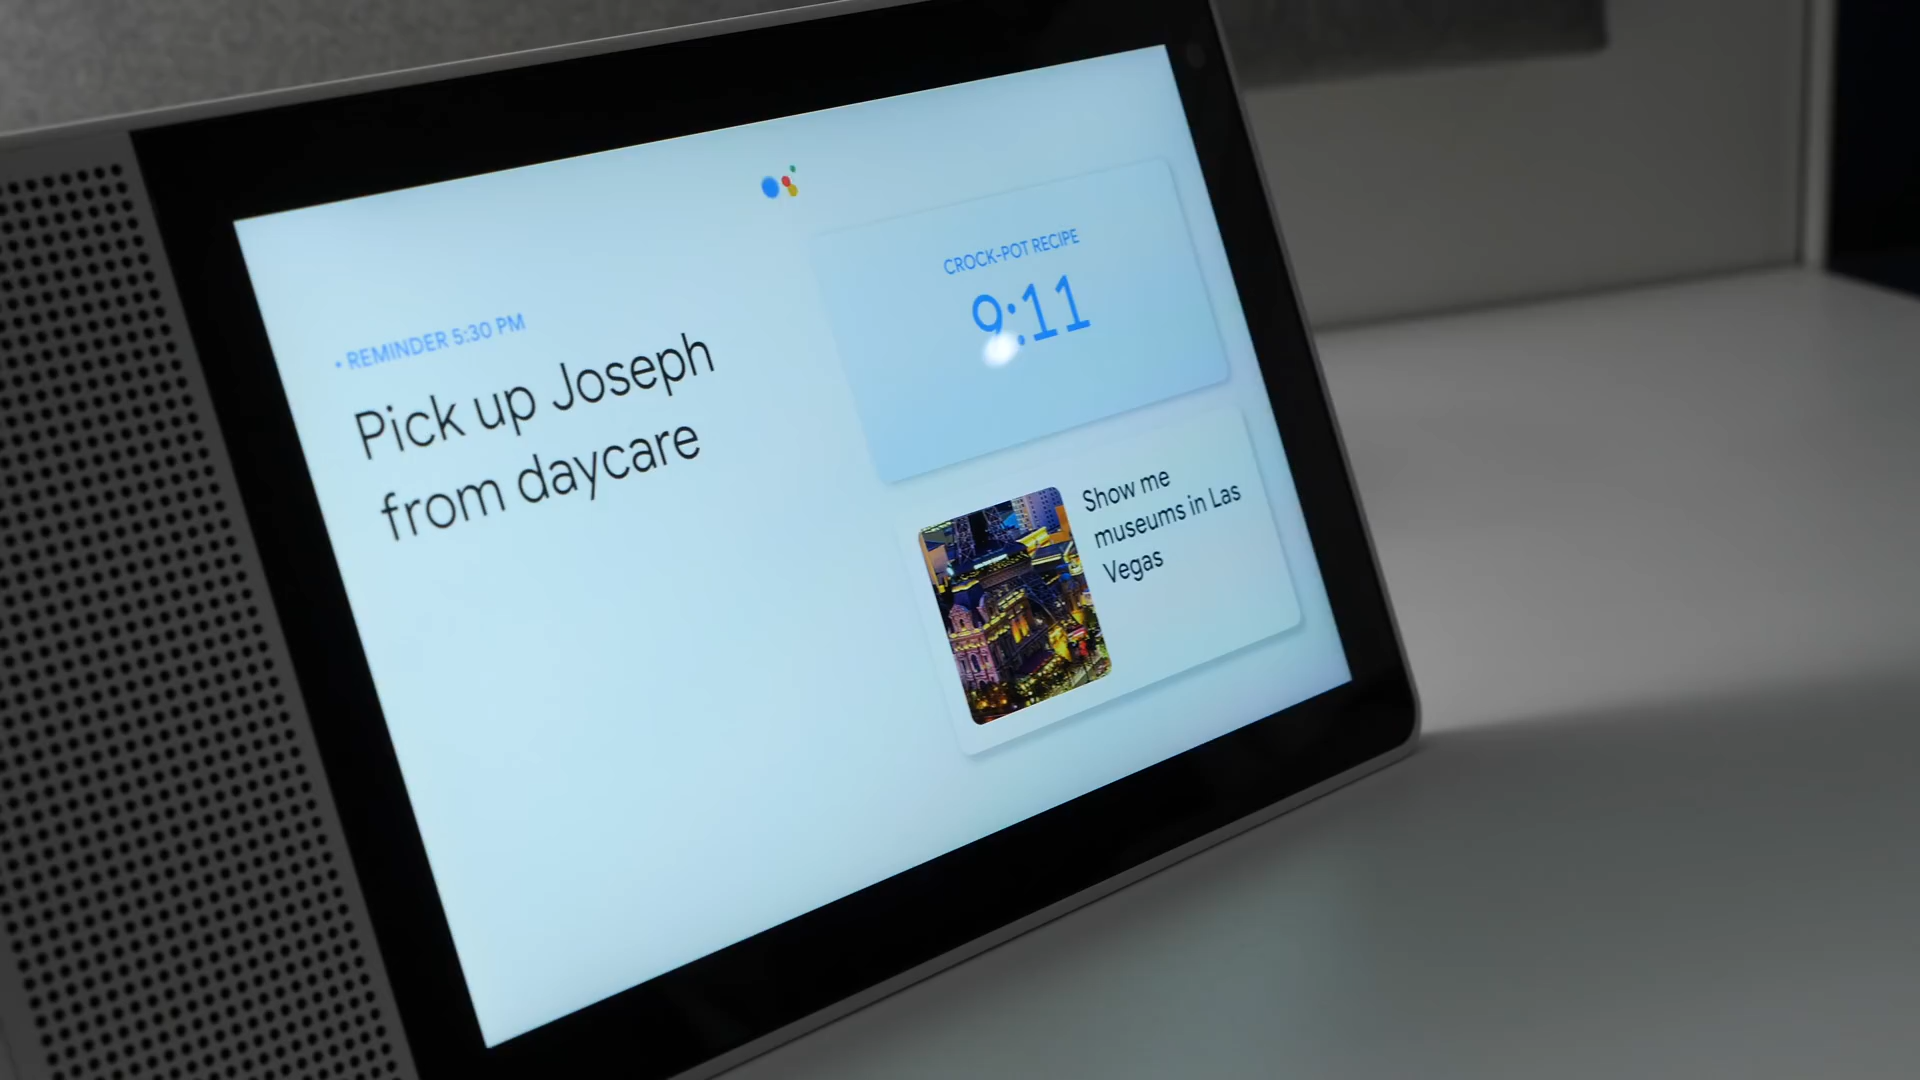 • REMINDER 5:30 PM
Pick up Joseph
from daycare
CROCK-POT RECIPE
9:11
Show me
museums in Las
Vegas